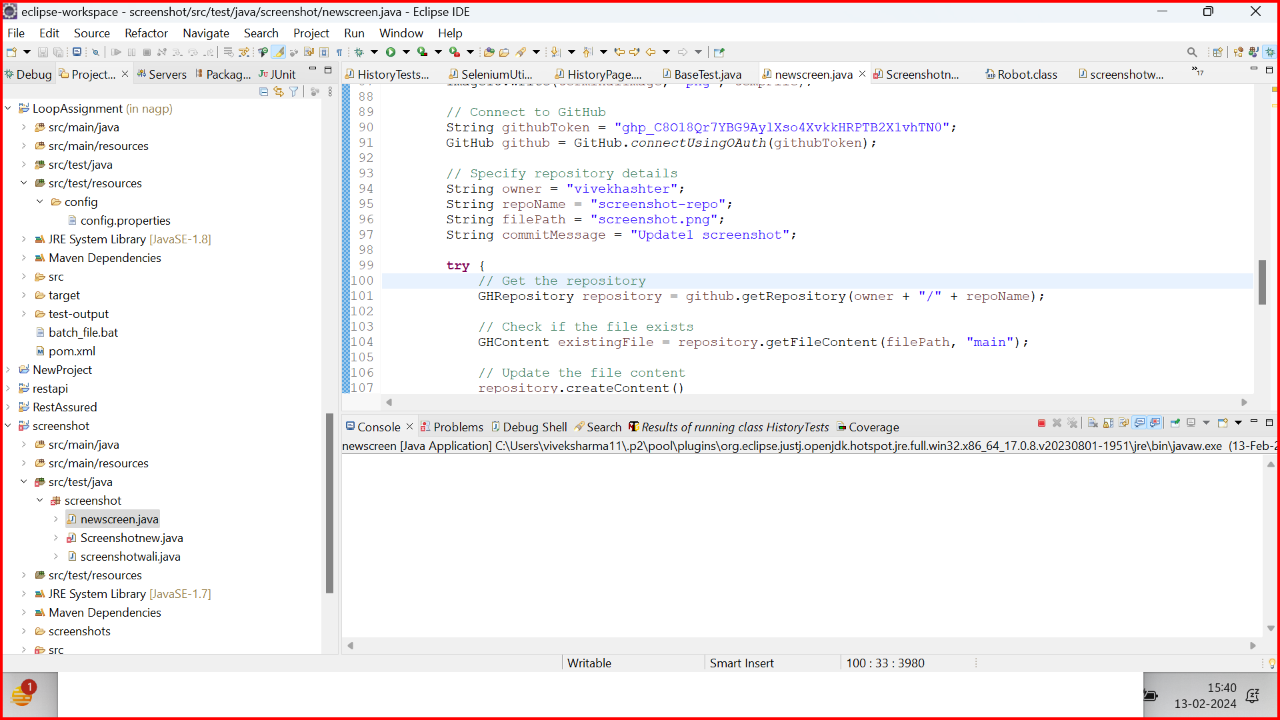 eclipse-workspace - screenshot/src/test/java/screenshot/newscreen.java - Eclipse IDE
File Edit Source Refactor Navigate Search Project Run Window Help
Debug Project... Servers Packag... JUnit
HistoryTests... SeleniumUti... HistoryPage.... BaseTest.java newscreen.java Screenshotn... Robot.class screenshotw... »17
LoopAssignment (in nagp)
src/main/java
src/main/resources
src/test/java
src/test/resources
config
config.properties
JRE System Library [JavaSE-1.8]
Maven Dependencies
src
target
test-output
batch_file.bat
pom.xml
NewProject
restapi
RestAssured
screenshot
src/main/java
src/main/resources
src/test/java
screenshot
newscreen.java
Screenshotnew.java
screenshotwali.java
src/test/resources
JRE System Library [JavaSE-1.7]
Maven Dependencies
screenshots
src
88
89 // Connect to GitHub
90 String githubToken =
91 GitHub github = GitHub.connectUsingOAuth(githubToken);
92
93 // Specify repository details
94 String owner = "vivekhashter";
95 String repoName = "screenshot-repo";
96 String filePath = "screenshot.png";
97 String commitMessage = "Update1 screenshot";
98
99 try {
100 // Get the repository
101 GHRepository repository = github.getRepository(owner + "/" + repoName);
102
103 // Check if the file exists
104 GHContent existingFile = repository.getFileContent(filePath, "main");
105
106 // Update the file content
107 repository.createContent()
Console Problems Debug Shell Search Results of running class HistoryTests Coverage
newscreen [Java Application] C:\Users\viveksharma11\.p2\pool\plugins\org.eclipse.justj.openjdk.hotspot.jre.full.win32.x86_64_17.0.8.v20230801-1951\jre\bin\javaw.exe (13-Feb-2
Writable Smart Insert 100 : 33 : 3980
1
15:40
13-02-2024